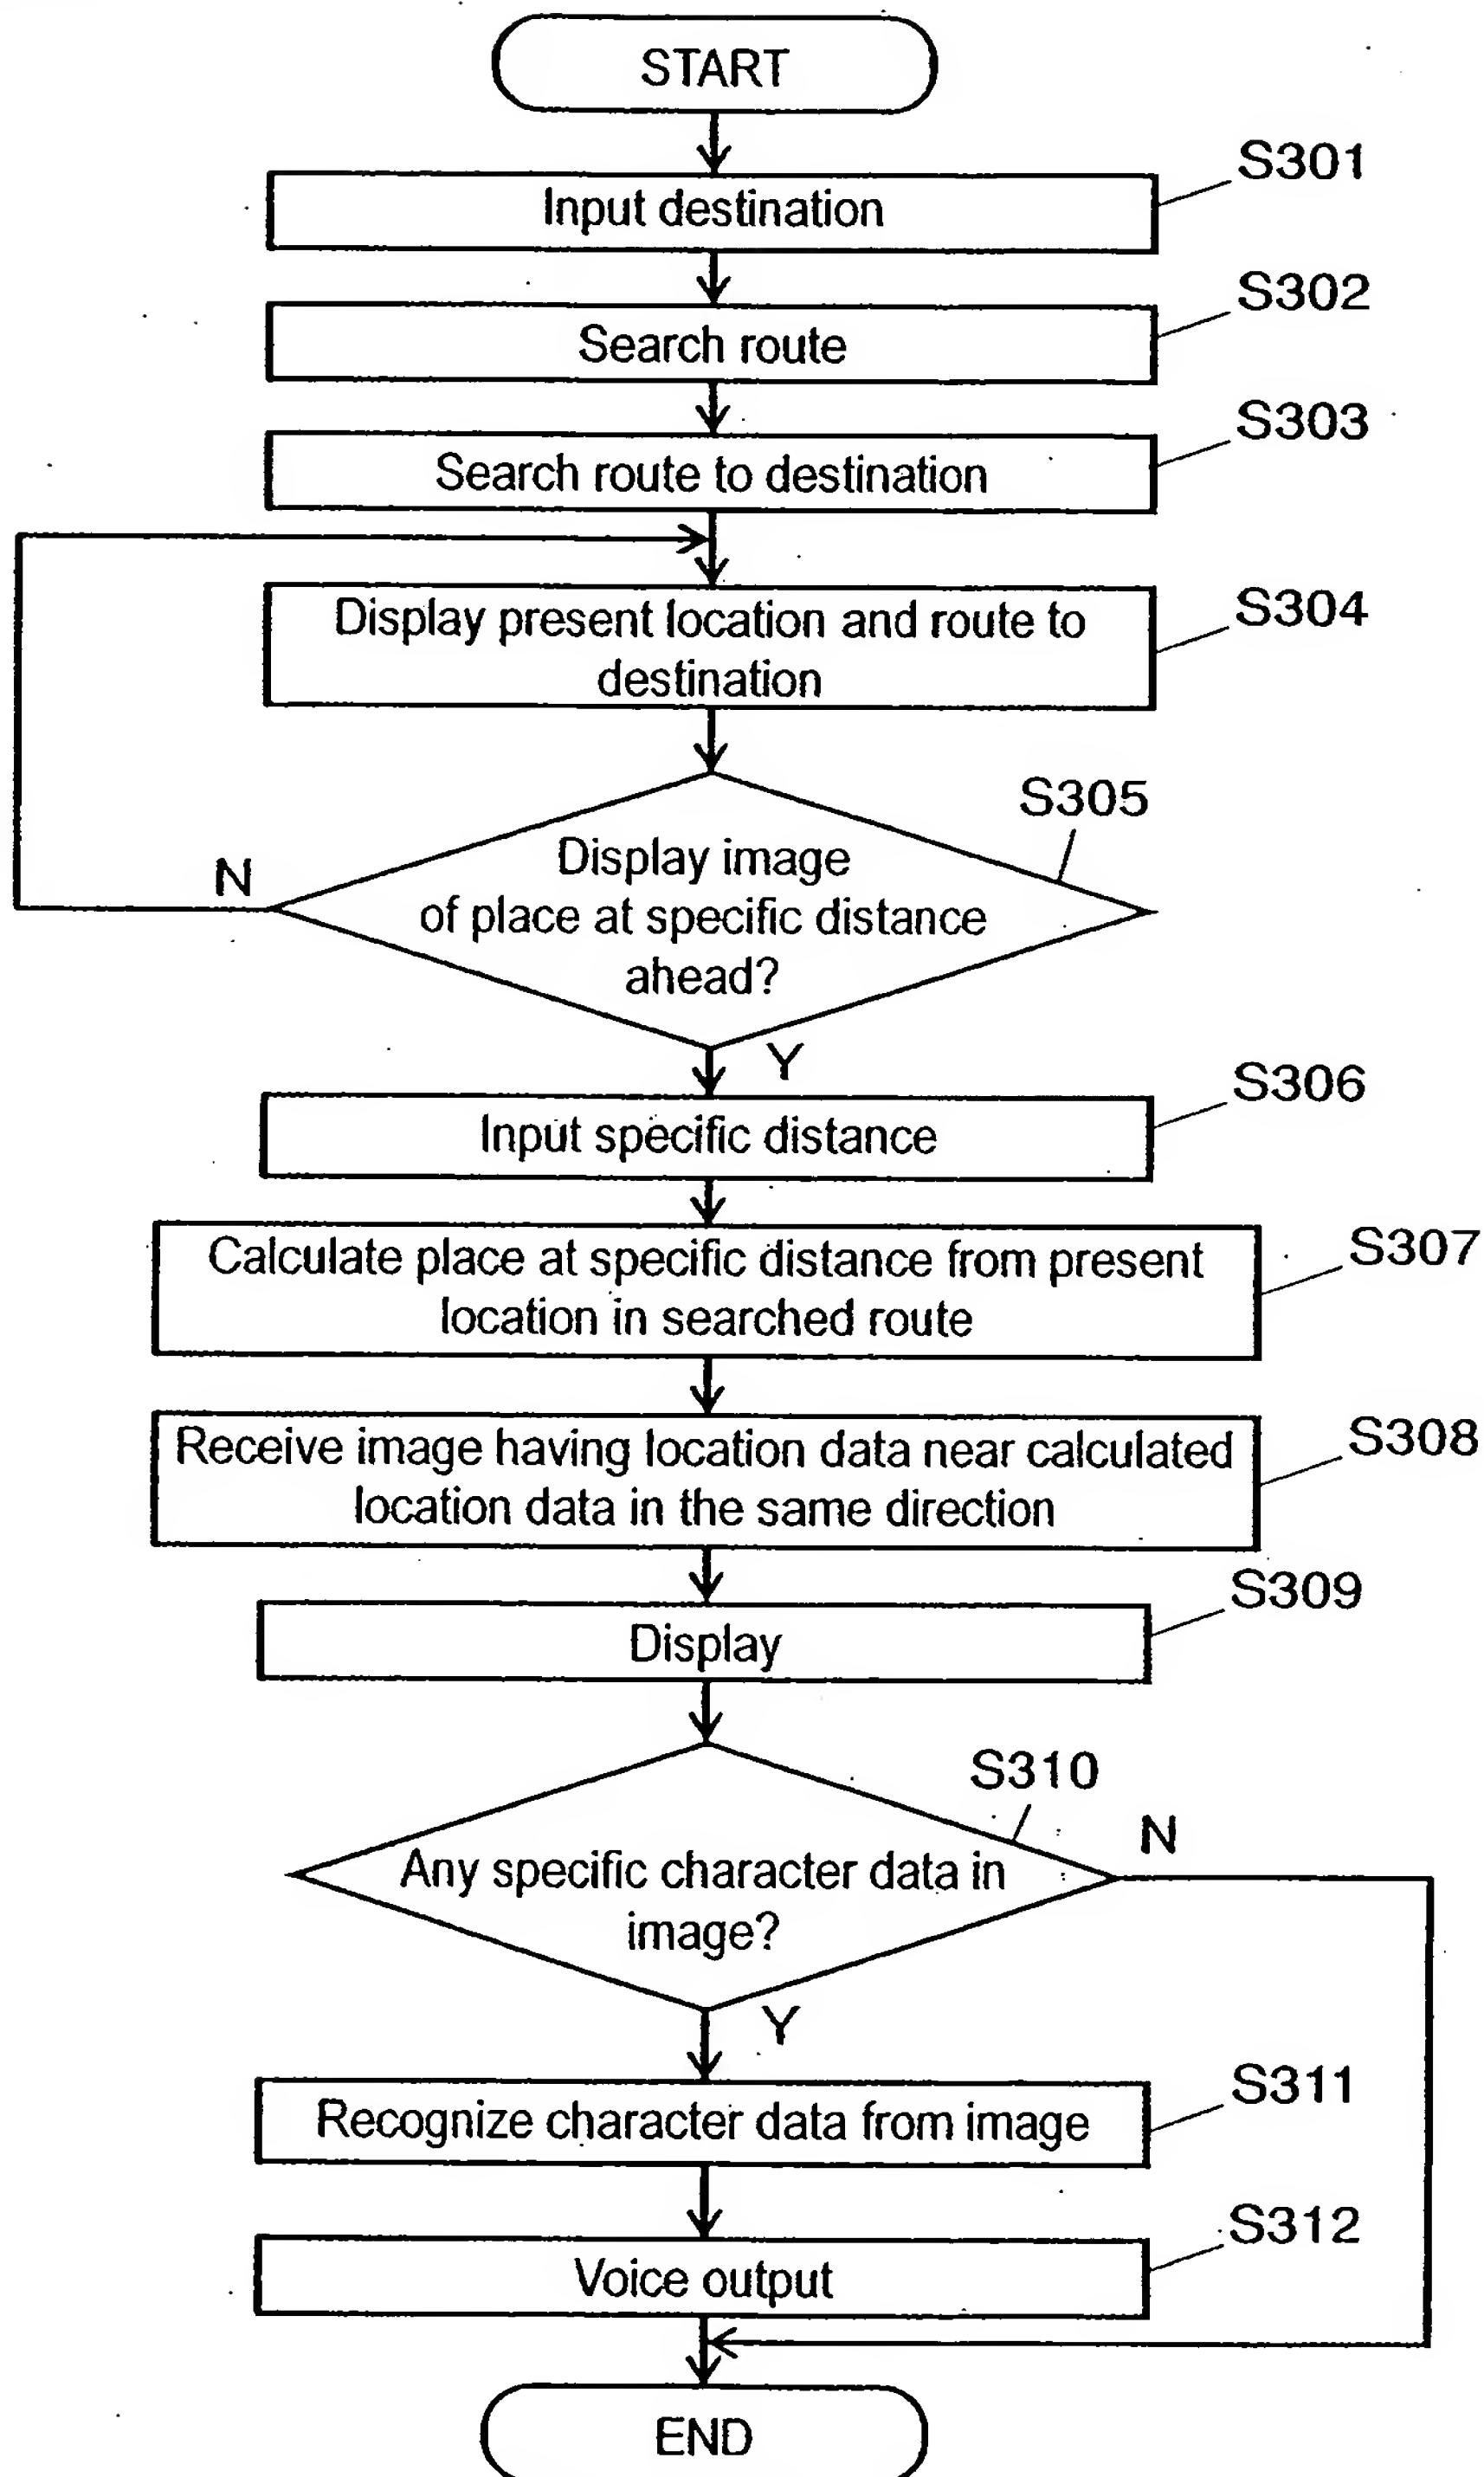 START
S301
Input destination
S302
Search route
S303
Search route to destination
S304
Display present location and route to
destination
S305
Display image
of place at specific distance
ahead?
N
Y
S306
Input specific distance
S307
Calculate place at specific distance from present
location in searched route
S308
Receive image having location data near calculated
location data in the same direction
S309
Display
S310
N
Any specific character data in
image?
Y
S311
Recognize character data from image
S312
Voice output
END